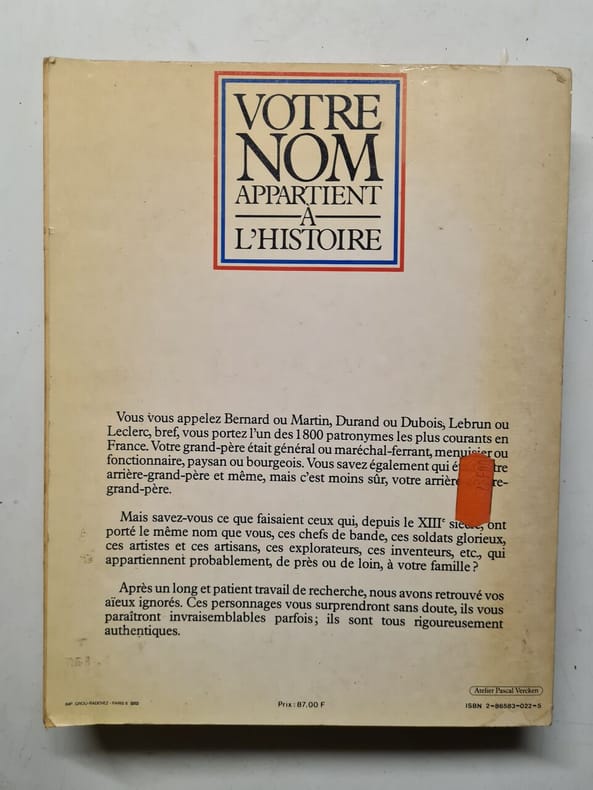 VOTRE
NOM
APPARTIENT
À
L'HISTOIRE
Vous vous appelez Bernard ou Martin, Durand ou Dubois, Lebrun ou
Leclerc, bref, vous portez l'un des 1800 patronymes les plus courants en
France. Votre grand-père était général ou maréchal-ferrant, menuisier ou
fonctionnaire, paysan ou bourgeois. Vous savez également qui
arrière-grand-père et même, mais c'est moins sûr, votre
grand-père.
Mais savez-vous ce que faisaient ceux qui, depuis le XIIIe siècle, ont
porté le même nom que vous, ces chefs de bande, ces soldats glorieux,
ces artistes et ces artisans, ces explorateurs, ces inventeurs, etc., qui
appartiennent probablement, de près ou de loin, à votre famille ?
Après un long et patient travail de recherche, nous avons retrouvé vos
aïeux ignorés. Ces personnages vous surprendront sans doute, ils vous
paraîtront invraisemblables parfois ; ils sont tous rigoureusement
authentiques.
Atelier Pascal Vercken
IMP. GROU-RADENEZ - PARIS 6
Prix : 87,00 F
ISBN 2-86583-022-5